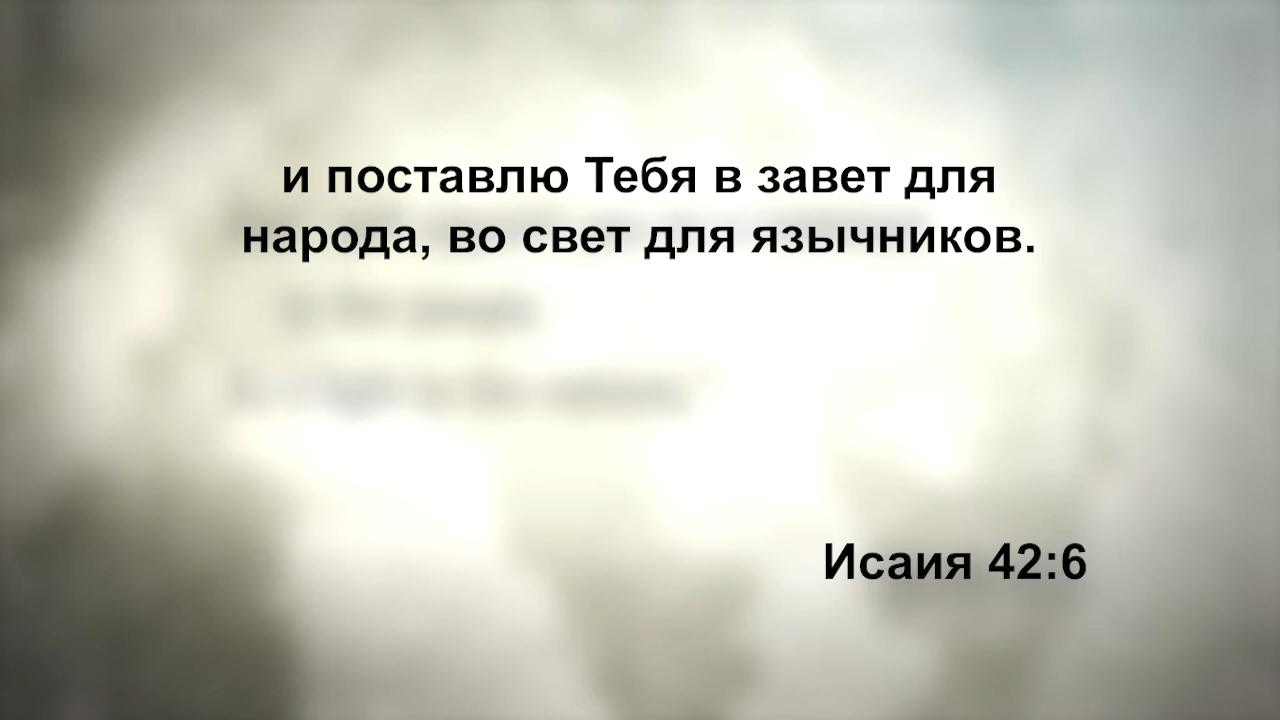 и поставлю Тебя в завет для
народа, во свет для язычников.
Исаия 42:6